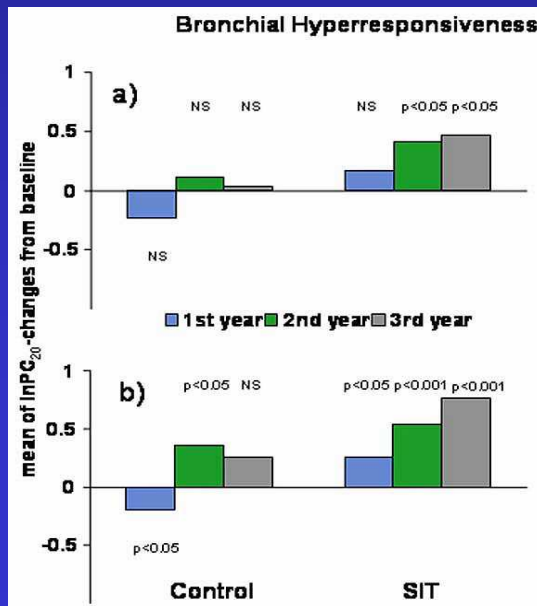 Bronchial Hyperresponsiveness
mean of lnPC20-changes from baseline
a)
1
0.5
0
-0.5
NS NS
NS
NS p<0.05 p<0.05
1st year 2nd year 3rd year
b)
1
0.5
0
-0.5
p<0.05 NS
p<0.05
p<0.05 p<0.001 p<0.001
Control SIT